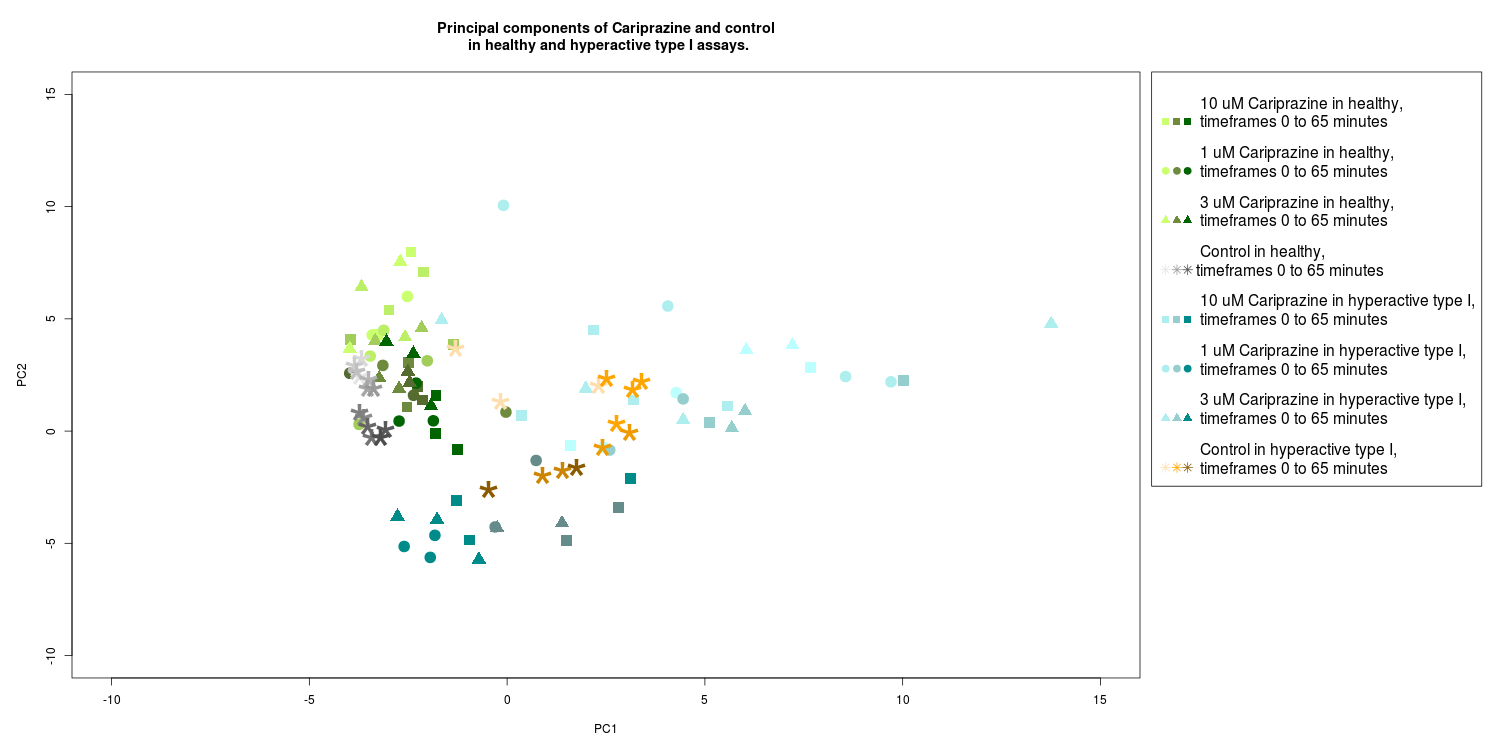 Principal components of Cariprazine and control
in healthy and hyperactive type I assays.
15
10
5
0
-5
-10
PC2
-10
-5
0
5
10
15
PC1
10 uM Cariprazine in healthy,
timeframes 0 to 65 minutes
1 uM Cariprazine in healthy,
timeframes 0 to 65 minutes
3 uM Cariprazine in healthy,
timeframes 0 to 65 minutes
Control in healthy,
timeframes 0 to 65 minutes
10 uM Cariprazine in hyperactive type I,
timeframes 0 to 65 minutes
1 uM Cariprazine in hyperactive type I,
timeframes 0 to 65 minutes
3 uM Cariprazine in hyperactive type I,
timeframes 0 to 65 minutes
Control in hyperactive type I,
timeframes 0 to 65 minutes